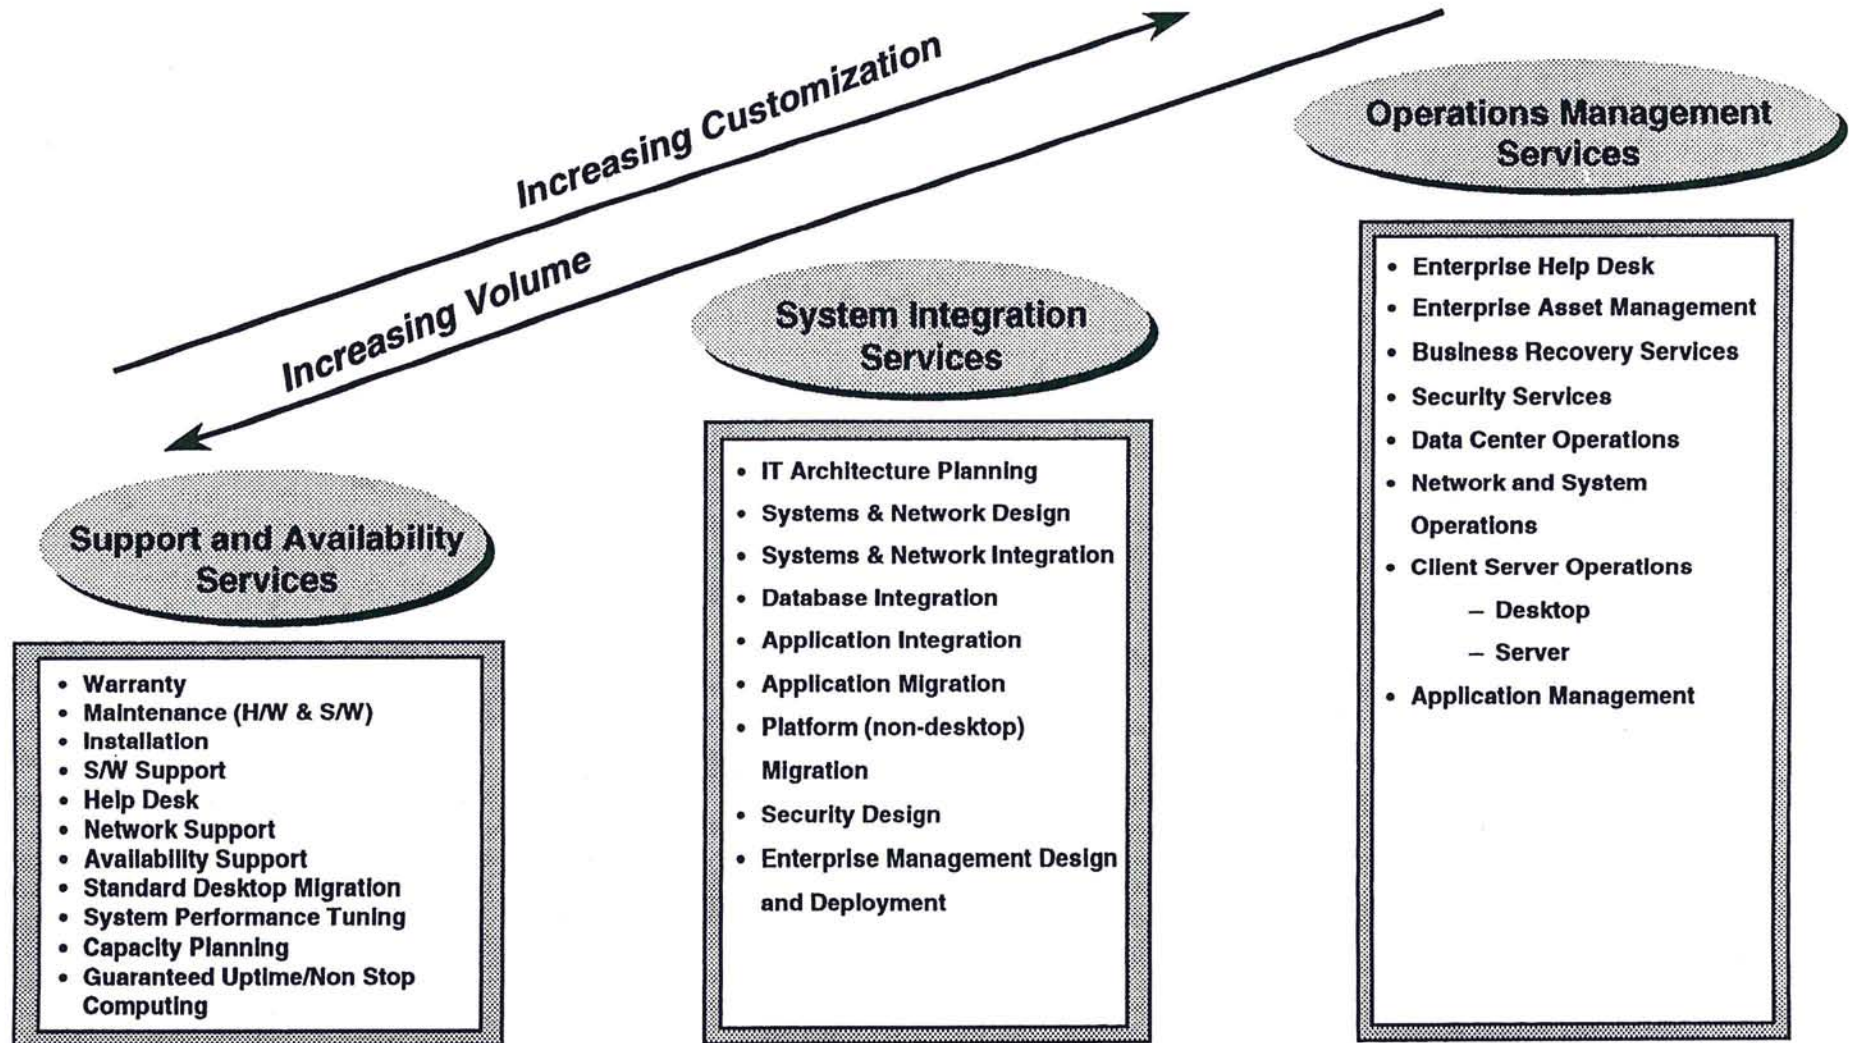 Increasing Customization
Increasing Volume
Operations Management
Services
• Enterprise Help Desk
• Enterprise Asset Management
• Business Recovery Services
• Security Services
• Data Center Operations
• Network and System
Operations
• Client Server Operations
– Desktop
– Server
• Application Management
System Integration
Services
• IT Architecture Planning
• Systems & Network Design
• Systems & Network Integration
• Database Integration
• Application Integration
• Application Migration
• Platform (non-desktop)
Migration
• Security Design
• Enterprise Management Design
and Deployment
Support and Availability
Services
• Warranty
• Maintenance (H/W & S/W)
• Installation
• S/W Support
• Help Desk
• Network Support
• Availability Support
• Standard Desktop Migration
• System Performance Tuning
• Capacity Planning
• Guaranteed Uptime/Non Stop
Computing